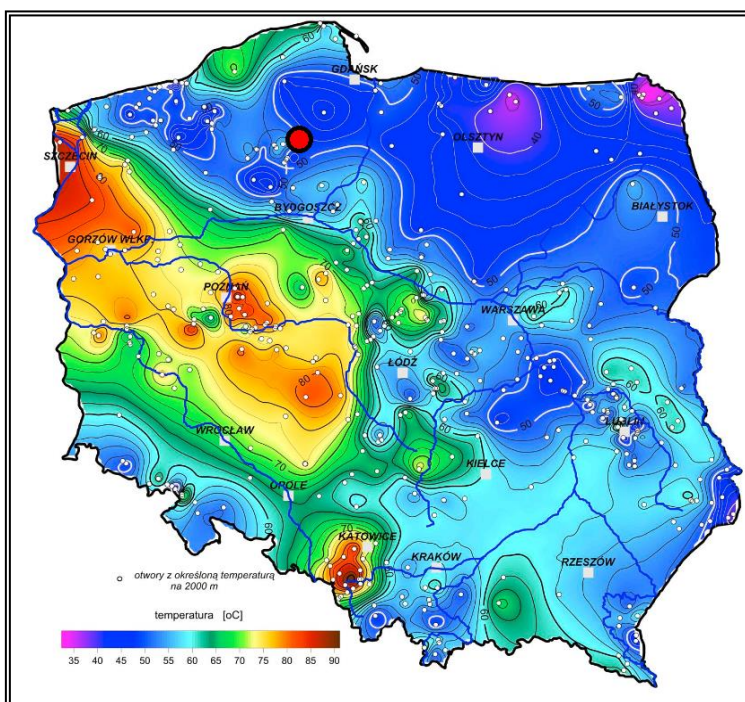 GDAŃSK
OLSZTYN
SZCZECIN
BIAŁYSTOK
BYDGOSZCZ
GORZÓW WLKP
POZNAŃ
WARSZAWA
ŁÓDŹ
LUBLIN
WROCŁAW
KIELCE
OPOLE
KATOWICE
KRAKÓW
RZESZÓW
otwory z określoną temperaturą
na 2000 m
temperatura [oC]
35 40 45 50 55 60 65 70 75 80 85 90